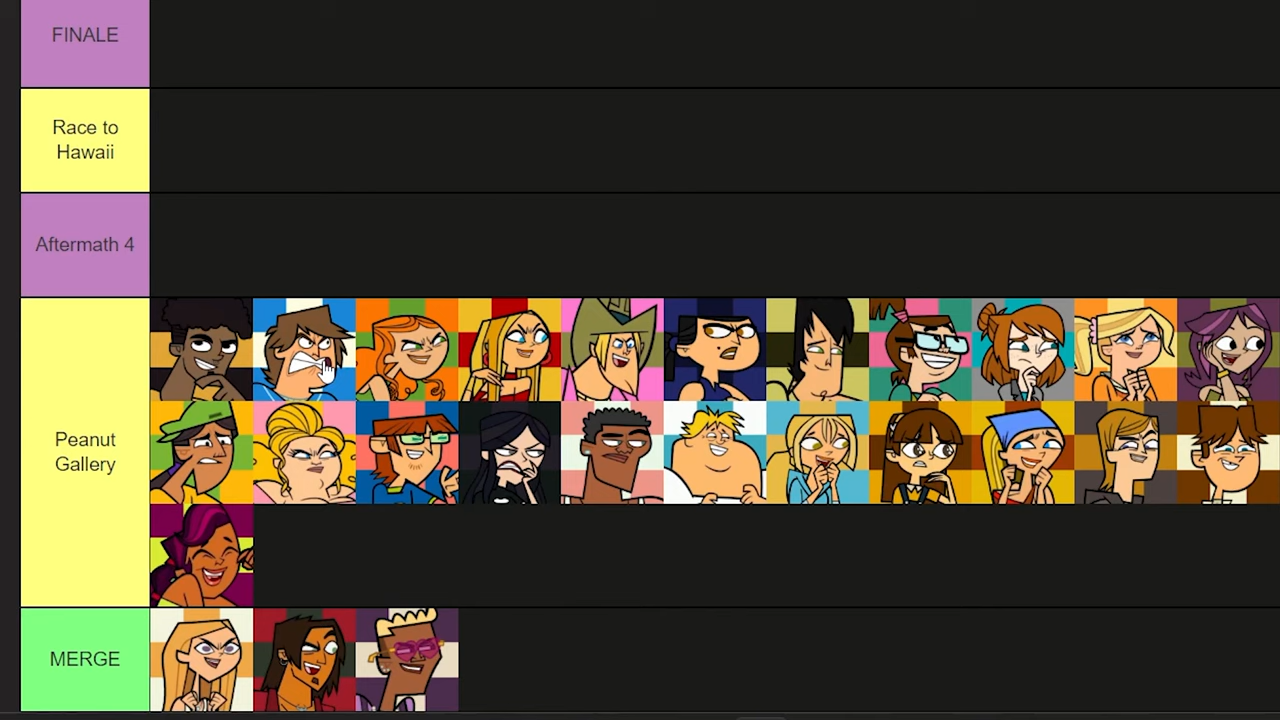 FINALE
Race to
Hawaii
Aftermath 4
Peanut
Gallery
MERGE